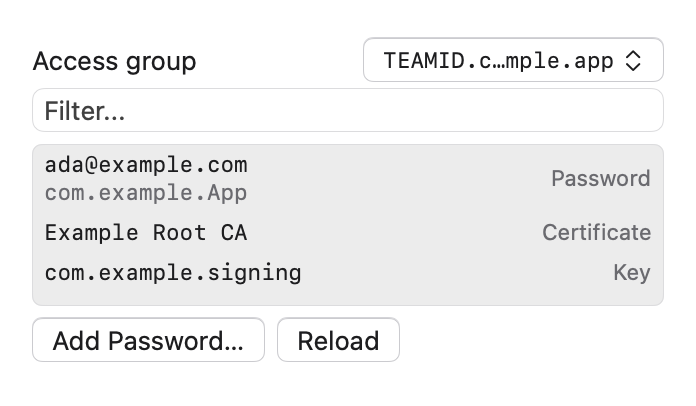 Access group
TEAMID.c…mple.app
Filter…
ada@example.com
com.example.App
Password
Example Root CA
Certificate
com.example.signing
Key
Add Password…
Reload